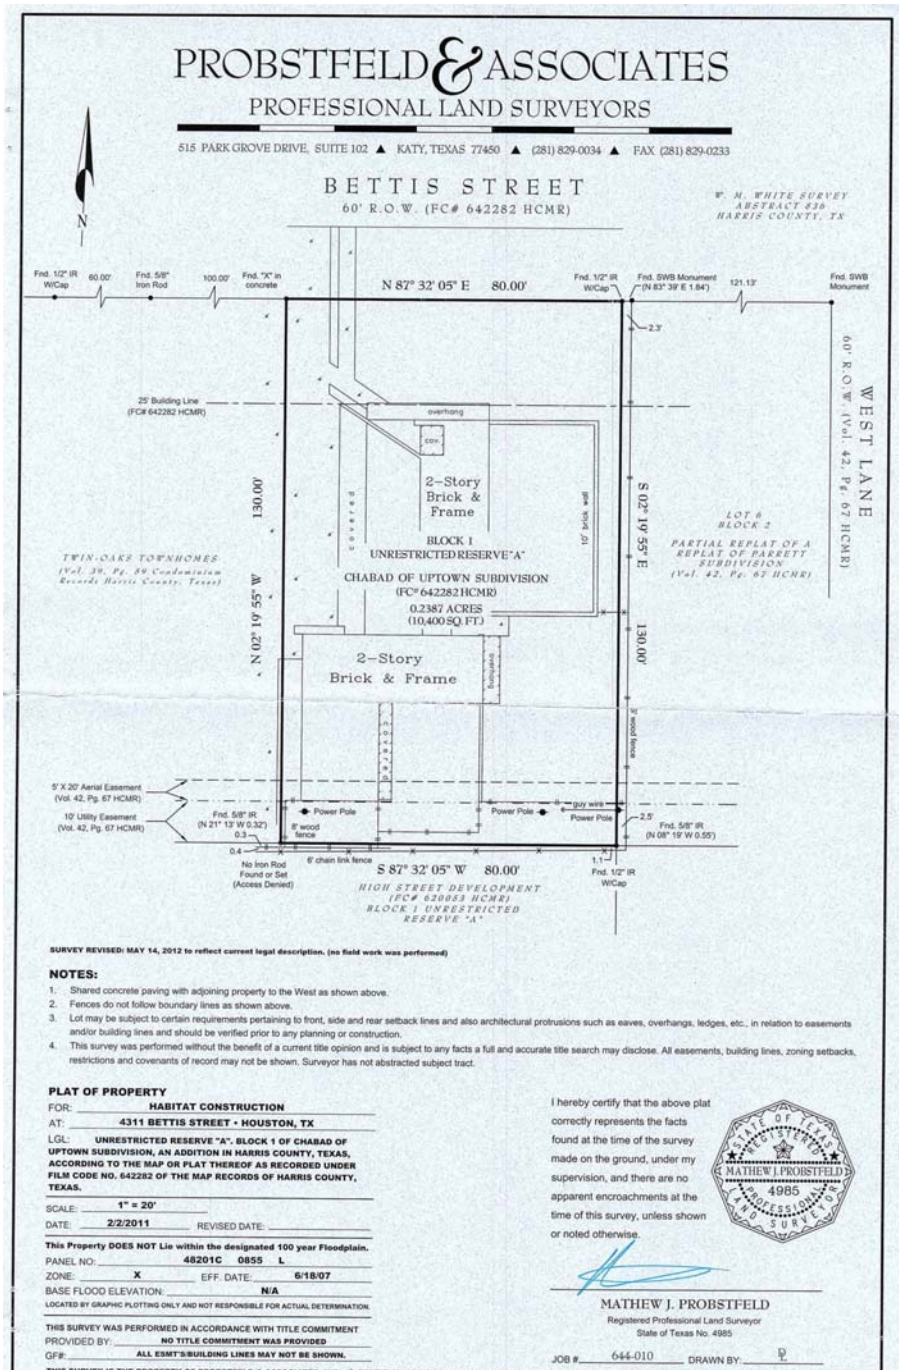 PROBSTFELD & ASSOCIATES
PROFESSIONAL LAND SURVEYORS
515 PARK GROVE DRIVE, SUITE 102 ▲ KATY, TEXAS 77450 ▲ (281) 829-0034 ▲ FAX (281) 829-0233
N
BETTIS STREET
60' R.O.W. (FC# 642282 HCMR)
W. M. WHITE SURVEY
ABSTRACT 836
HARRIS COUNTY, TX
Fnd. 1/2" IR
W/Cap
60.00'
Fnd. 5/8"
Iron Rod
100.00'
Fnd. "X" in
concrete
N 87° 32' 05" E 80.00'
Fnd. 1/2" IR
W/Cap
Fnd. SWB Monument
(N 83° 39' E 1.84')
121.13'
Fnd. SWB
Monument
2.3'
WEST LANE
60' R.O.W. (Vol. 42, Pg. 67 HCMR)
25' Building Line
(FC# 642282 HCMR)
overhang
cov.
covered
2-Story
Brick &
Frame
10' brick wall
N 02° 19' 55" W 130.00'
S 02° 19' 55" E 130.00'
BLOCK 1
UNRESTRICTED RESERVE "A"
CHABAD OF UPTOWN SUBDIVISION
(FC# 642282 HCMR)
0.2387 ACRES
(10,400 SQ. FT.)
TWIN-OAKS TOWNHOMES
(Vol. 39, Pg. 89 Condominium
Records Harris County, Texas)
LOT 6
BLOCK 2
PARTIAL REPLAT OF A
REPLAT OF PARRETT
SUBDIVISION
(Vol. 42, Pg. 67 HCMR)
2-Story
Brick & Frame
overhang
covered
wood fence
5' X 20' Aerial Easement
(Vol. 42, Pg. 67 HCMR)
10' Utility Easement
(Vol. 42, Pg. 67 HCMR)
Fnd. 5/8" IR
(N 21° 13' W 0.32')
0.3
0.4
Power Pole
8' wood
fence
Power Pole
guy wire
Power Pole
2.5'
Fnd. 5/8" IR
(N 08° 19' W 0.55')
No Iron Rod
Found or Set
(Access Denied)
6' chain link fence
S 87° 32' 05" W 80.00'
1.1
Fnd. 1/2" IR
W/Cap
HIGH STREET DEVELOPMENT
(FC# 620053 HCMR)
BLOCK 1 UNRESTRICTED
RESERVE "A"
SURVEY REVISED: MAY 14, 2012 to reflect current legal description. (no field work was performed)
NOTES:
1. Shared concrete paving with adjoining property to the West as shown above.
2. Fences do not follow boundary lines as shown above.
3. Lot may be subject to certain requirements pertaining to front, side and rear setback lines and also architectural protrusions such as eaves, overhangs, ledges, etc., in relation to easements
and/or building lines and should be verified prior to any planning or construction.
4. This survey was performed without the benefit of a current title opinion and is subject to any facts a full and accurate title search may disclose. All easements, building lines, zoning setbacks,
restrictions and covenants of record may not be shown. Surveyor has not abstracted subject tract.
PLAT OF PROPERTY
FOR: HABITAT CONSTRUCTION
AT: 4311 BETTIS STREET • HOUSTON, TX
LGL: UNRESTRICTED RESERVE "A", BLOCK 1 OF CHABAD OF
UPTOWN SUBDIVISION, AN ADDITION IN HARRIS COUNTY, TEXAS,
ACCORDING TO THE MAP OR PLAT THEREOF AS RECORDED UNDER
FILM CODE NO. 642282 OF THE MAP RECORDS OF HARRIS COUNTY,
TEXAS.
SCALE: 1" = 20'
DATE: 2/2/2011 REVISED DATE:
This Property DOES NOT Lie within the designated 100 year Floodplain.
PANEL NO: 48201C 0855 L
ZONE: X EFF. DATE: 6/18/07
BASE FLOOD ELEVATION: N/A
LOCATED BY GRAPHIC PLOTTING ONLY AND NOT RESPONSIBLE FOR ACTUAL DETERMINATION.
THIS SURVEY WAS PERFORMED IN ACCORDANCE WITH TITLE COMMITMENT
PROVIDED BY: NO TITLE COMMITMENT WAS PROVIDED
GF#: ALL ESMT'S/BUILDING LINES MAY NOT BE SHOWN.
I hereby certify that the above plat
correctly represents the facts
found at the time of the survey
made on the ground, under my
supervision, and there are no
apparent encroachments at the
time of this survey, unless shown
or noted otherwise.
STATE OF TEXAS
REGISTERED
MATHEW J. PROBSTFELD
4985
PROFESSIONAL
LAND SURVEYOR
MATHEW J. PROBSTFELD
Registered Professional Land Surveyor
State of Texas No. 4985
JOB # 644-010 DRAWN BY: